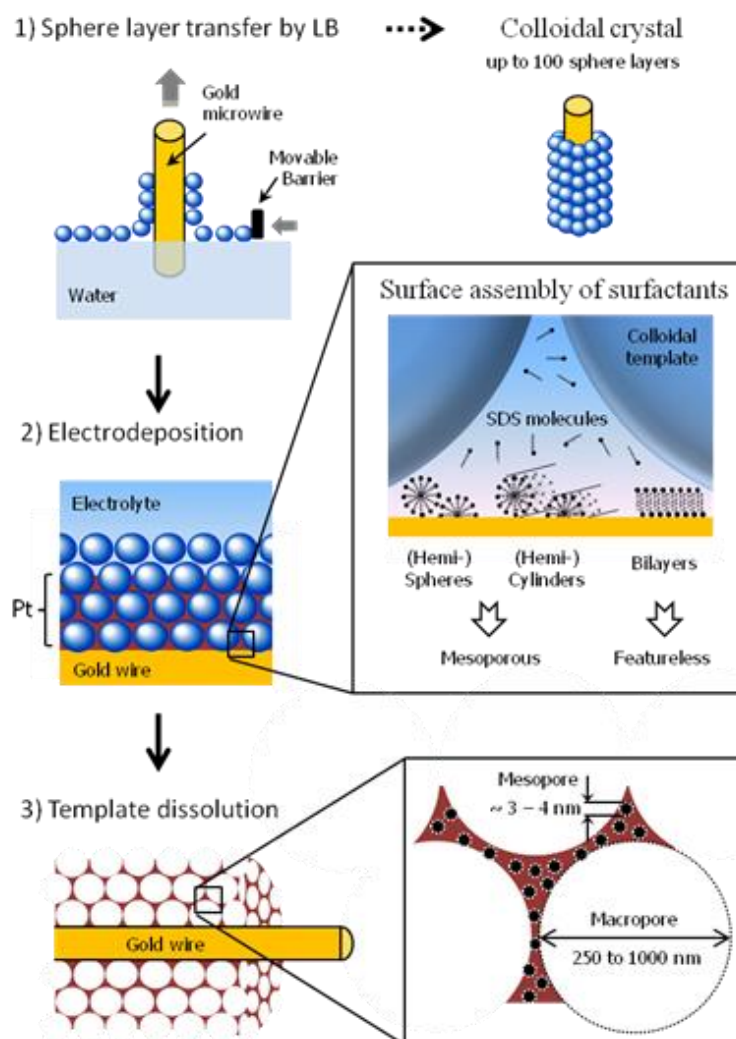 1) Sphere layer transfer by LB
Colloidal crystal
up to 100 sphere layers
Gold
microwire
Movable
Barrier
Water
Surface assembly of surfactants
Colloidal
template
SDS molecules
(Hemi-)
Spheres
(Hemi-)
Cylinders
Bilayers
Mesoporous
Featureless
2) Electrodeposition
Electrolyte
Pt
Gold wire
3) Template dissolution
Gold wire
Mesopore
~ 3 – 4 nm
Macropore
250 to 1000 nm